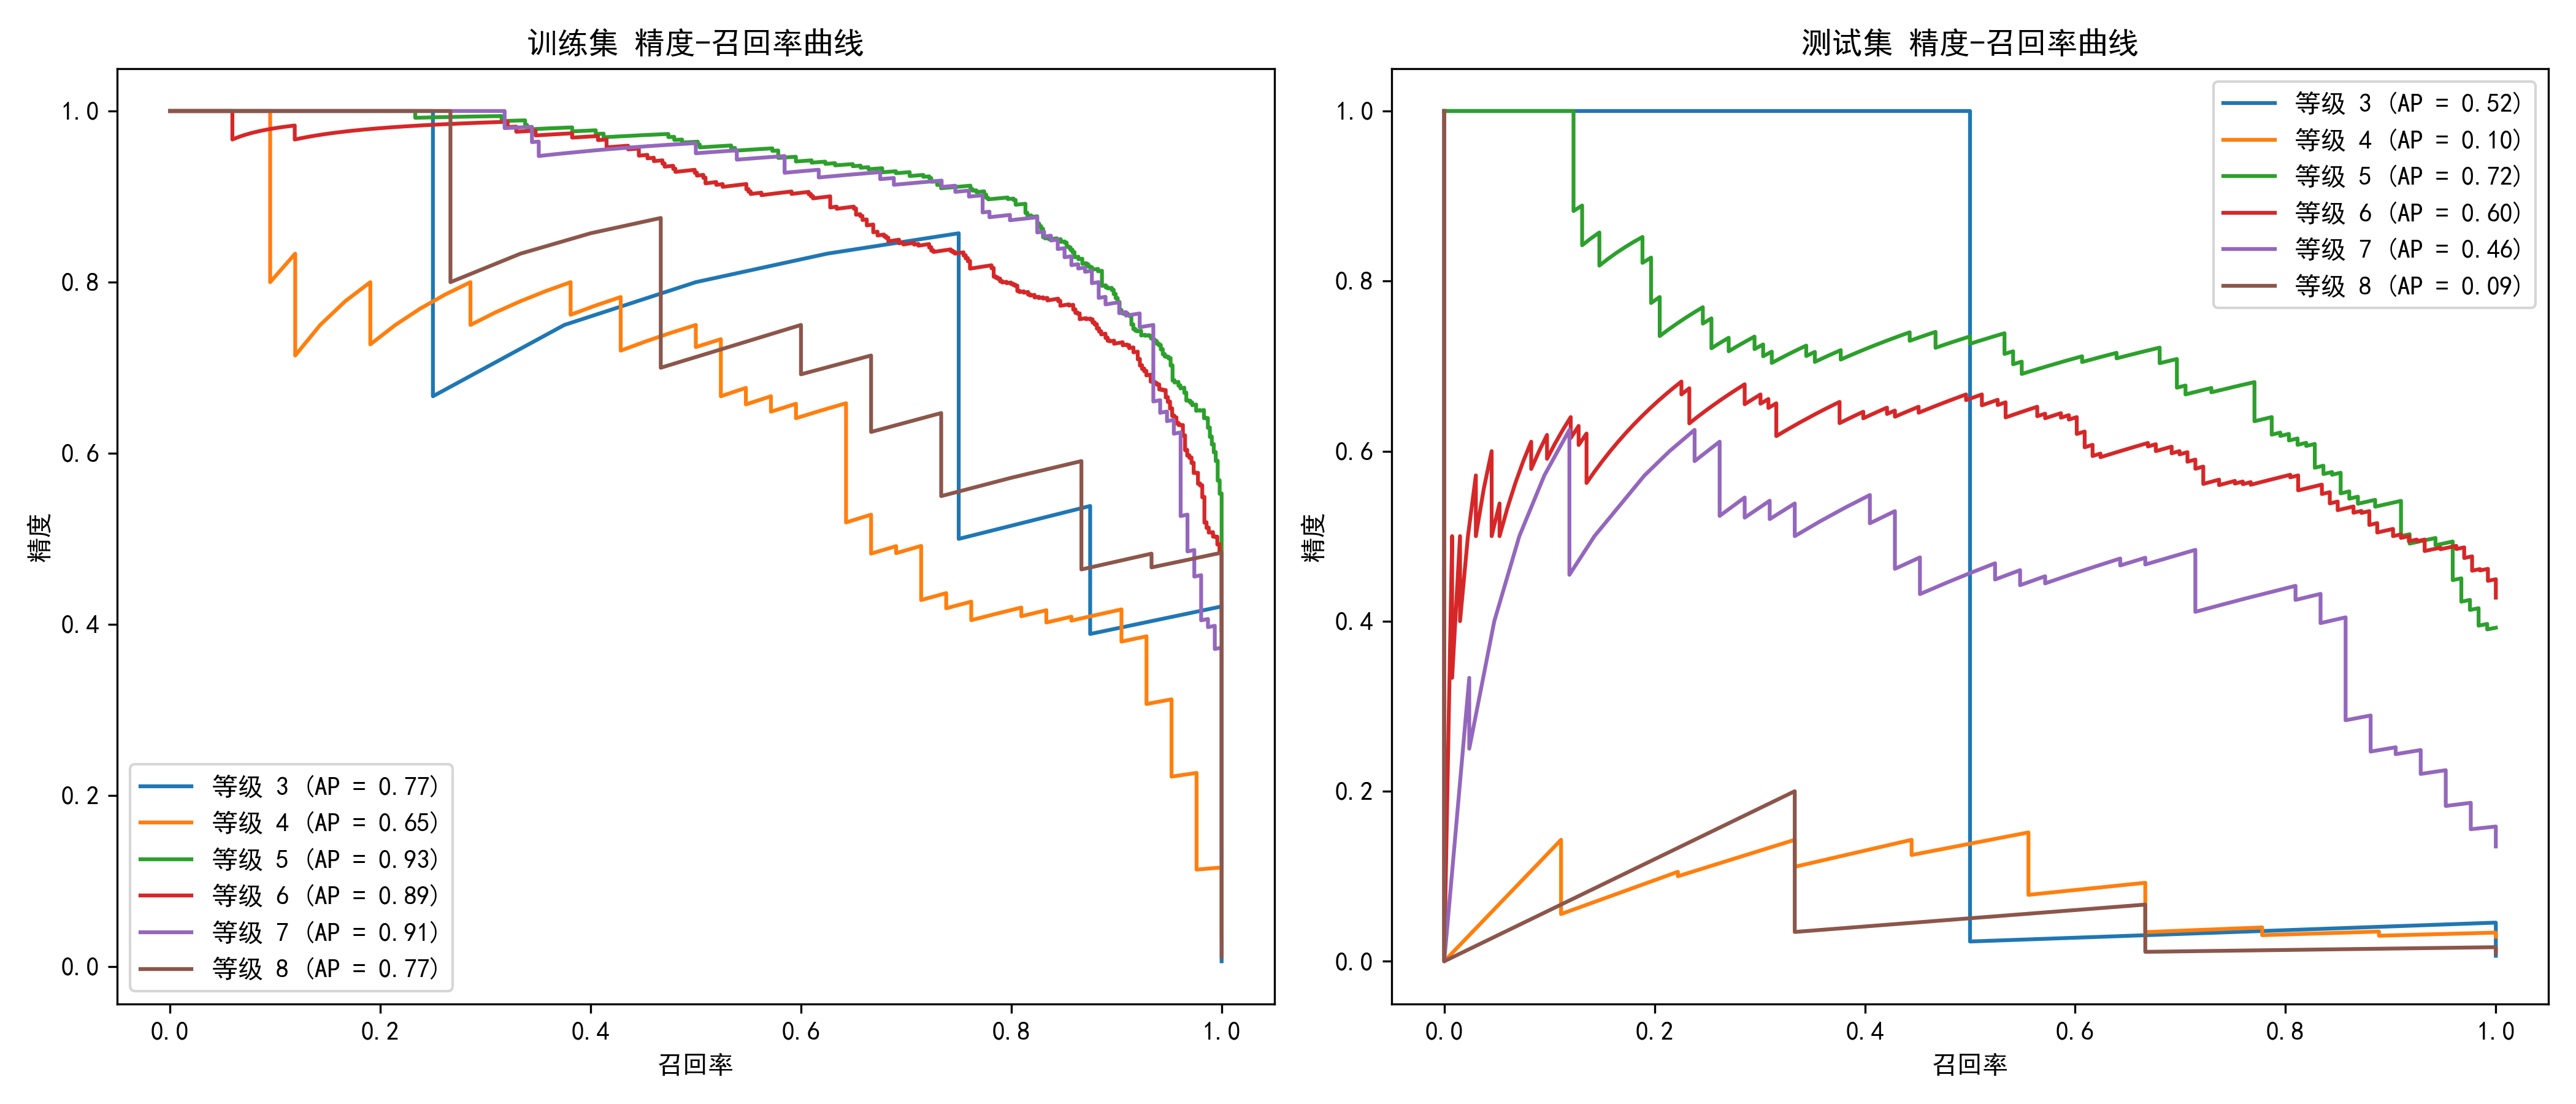 训练集 精度-召回率曲线
精度
1.0
0.8
0.6
0.4
0.2
0.0
等级 3 (AP = 0.77)
等级 4 (AP = 0.65)
等级 5 (AP = 0.93)
等级 6 (AP = 0.89)
等级 7 (AP = 0.91)
等级 8 (AP = 0.77)
0.0 0.2 0.4 0.6 0.8 1.0
召回率
测试集 精度-召回率曲线
精度
1.0
0.8
0.6
0.4
0.2
0.0
等级 3 (AP = 0.52)
等级 4 (AP = 0.10)
等级 5 (AP = 0.72)
等级 6 (AP = 0.60)
等级 7 (AP = 0.46)
等级 8 (AP = 0.09)
0.0 0.2 0.4 0.6 0.8 1.0
召回率